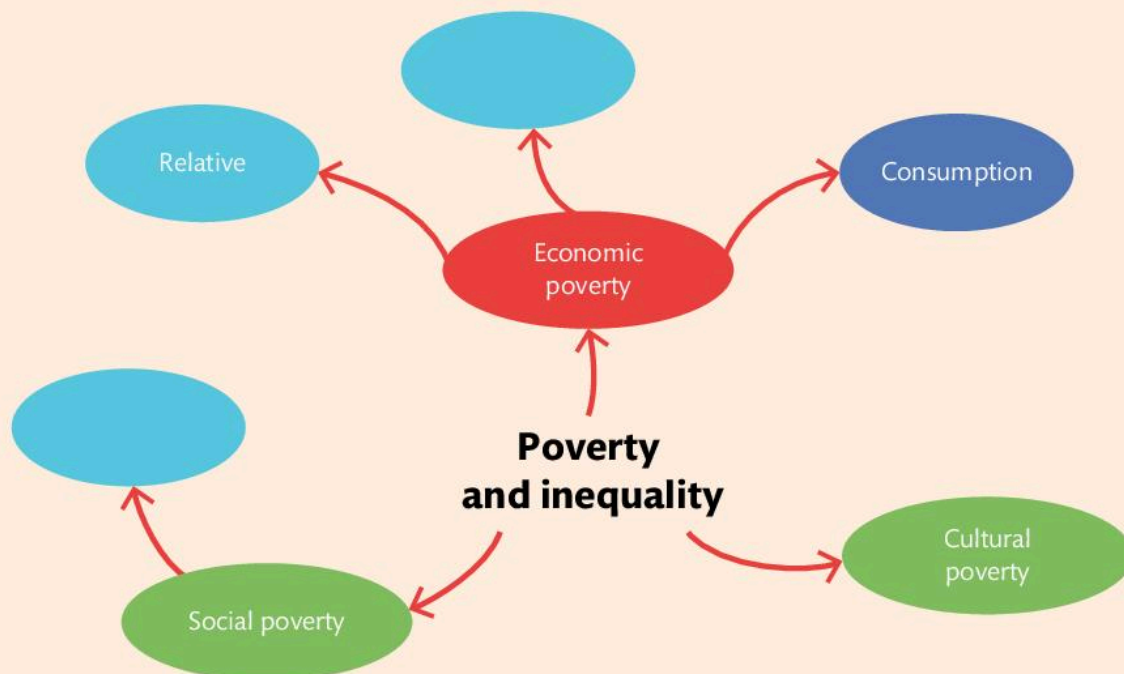 Relative
Consumption
Economic
poverty
Poverty
and inequality
Cultural
poverty
Social poverty